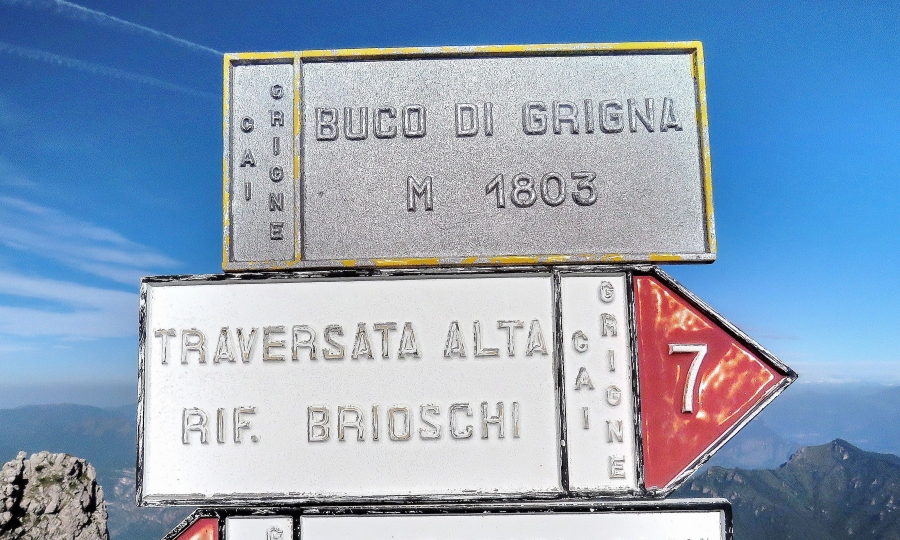 CAI GRIGNE
BUCO DI GRIGNA
M 1803
TRAVERSATA ALTA
RIF. BRIOSCHI
CAI GRIGNE
7